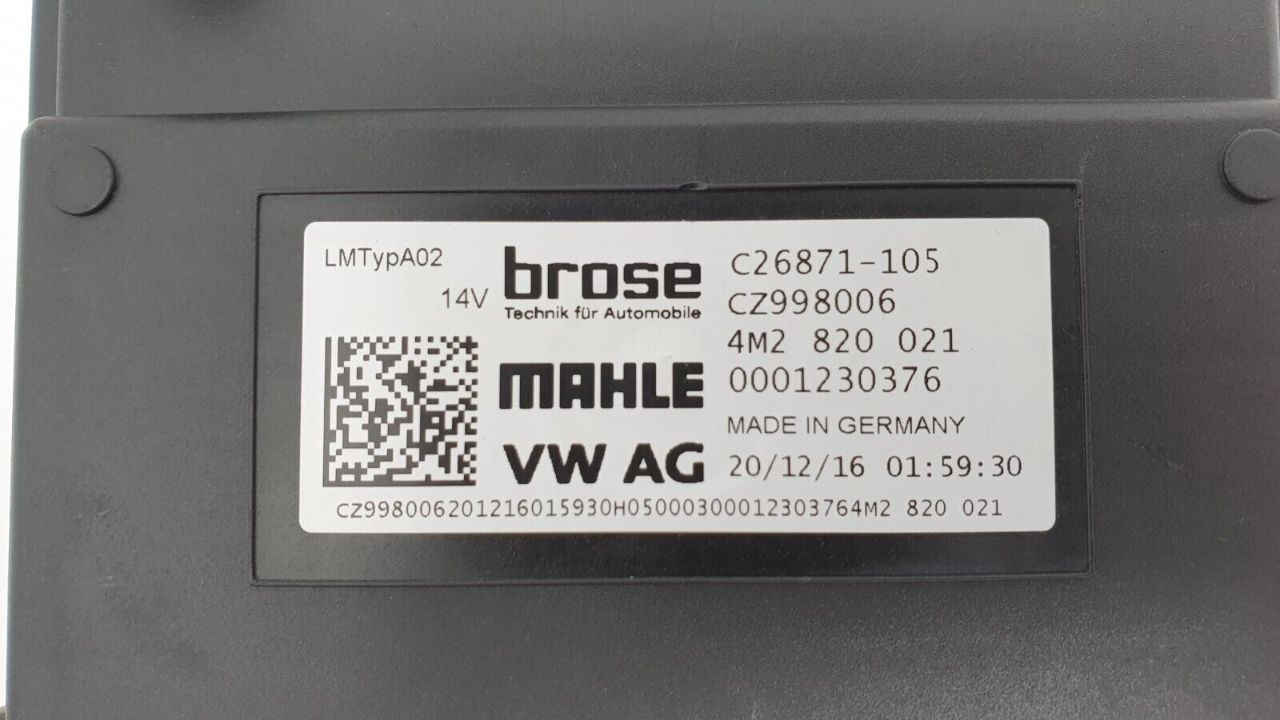 LMTypA02
14V
brose
Technik für Automobile
MAHLE
VW AG
C26871-105
CZ998006
4M2 820 021
0001230376
MADE IN GERMANY
20/12/16 01:59:30
CZ998006201216015930H05000300012303764M2 820 021